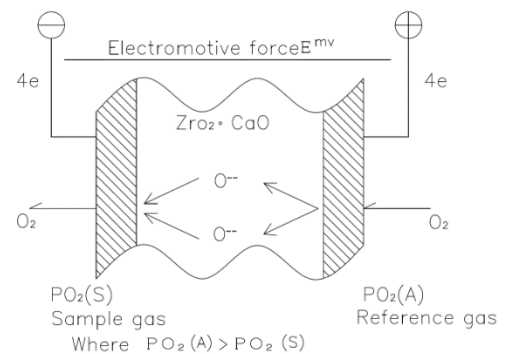 Electromotive forceE mv
4e
4e
Zro₂• CaO
O--
O₂
O₂
O--
PO₂(S)
PO₂(A)
Sample gas
Reference gas
Where PO₂(A)>PO₂ (S)